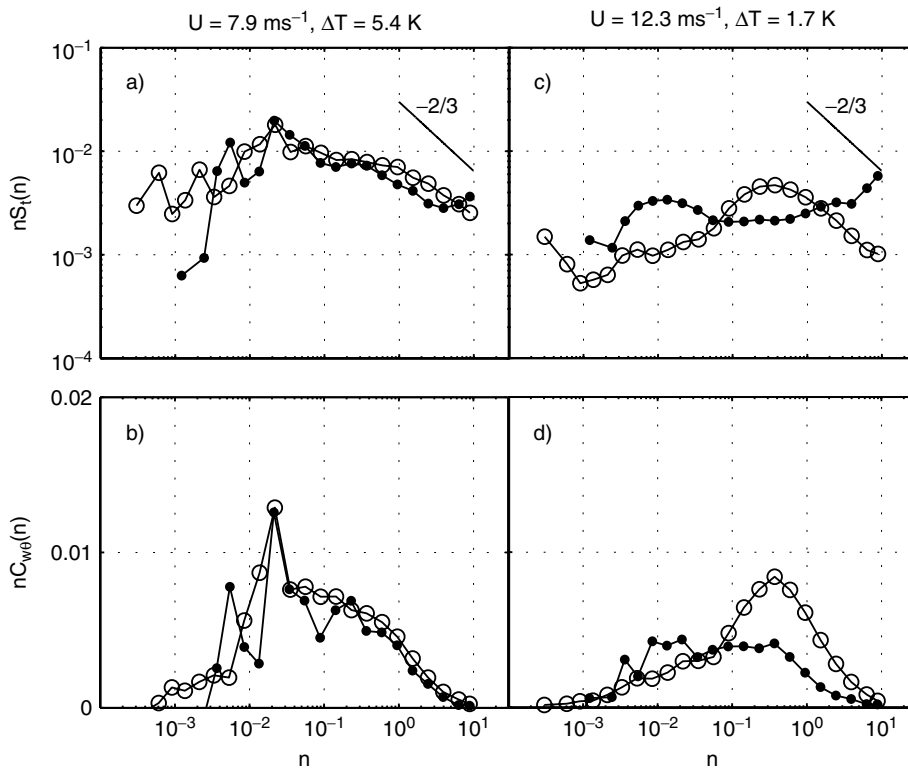 U = 7.9 ms⁻¹, ΔT = 5.4 K
U = 12.3 ms⁻¹, ΔT = 1.7 K
10⁻¹
a)
−2/3
c)
−2/3
10⁻²
nSₜ(n)
10⁻³
10⁻⁴
0.02
b)
d)
nC_wθ(n)
0.01
0
10⁻³ 10⁻² 10⁻¹ 10⁰ 10¹
10⁻³ 10⁻² 10⁻¹ 10⁰ 10¹
n
n